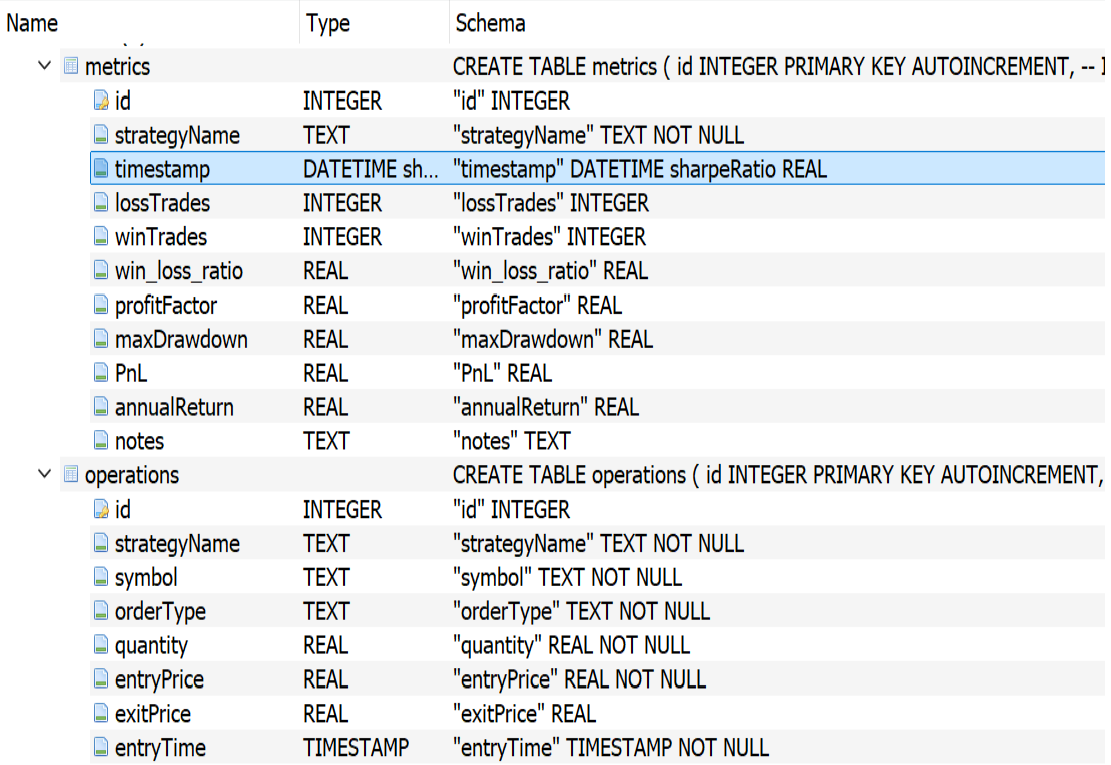 Name Type Schema
metrics CREATE TABLE metrics ( id INTEGER PRIMARY KEY AUTOINCREMENT, --
id INTEGER "id" INTEGER
strategyName TEXT "strategyName" TEXT NOT NULL
timestamp DATETIME sh... "timestamp" DATETIME sharpeRatio REAL
lossTrades INTEGER "lossTrades" INTEGER
winTrades INTEGER "winTrades" INTEGER
win_loss_ratio REAL "win_loss_ratio" REAL
profitFactor REAL "profitFactor" REAL
maxDrawdown REAL "maxDrawdown" REAL
PnL REAL "PnL" REAL
annualReturn REAL "annualReturn" REAL
notes TEXT "notes" TEXT
operations CREATE TABLE operations ( id INTEGER PRIMARY KEY AUTOINCREMENT,
id INTEGER "id" INTEGER
strategyName TEXT "strategyName" TEXT NOT NULL
symbol TEXT "symbol" TEXT NOT NULL
orderType TEXT "orderType" TEXT NOT NULL
quantity REAL "quantity" REAL NOT NULL
entryPrice REAL "entryPrice" REAL NOT NULL
exitPrice REAL "exitPrice" REAL
entryTime TIMESTAMP "entryTime" TIMESTAMP NOT NULL